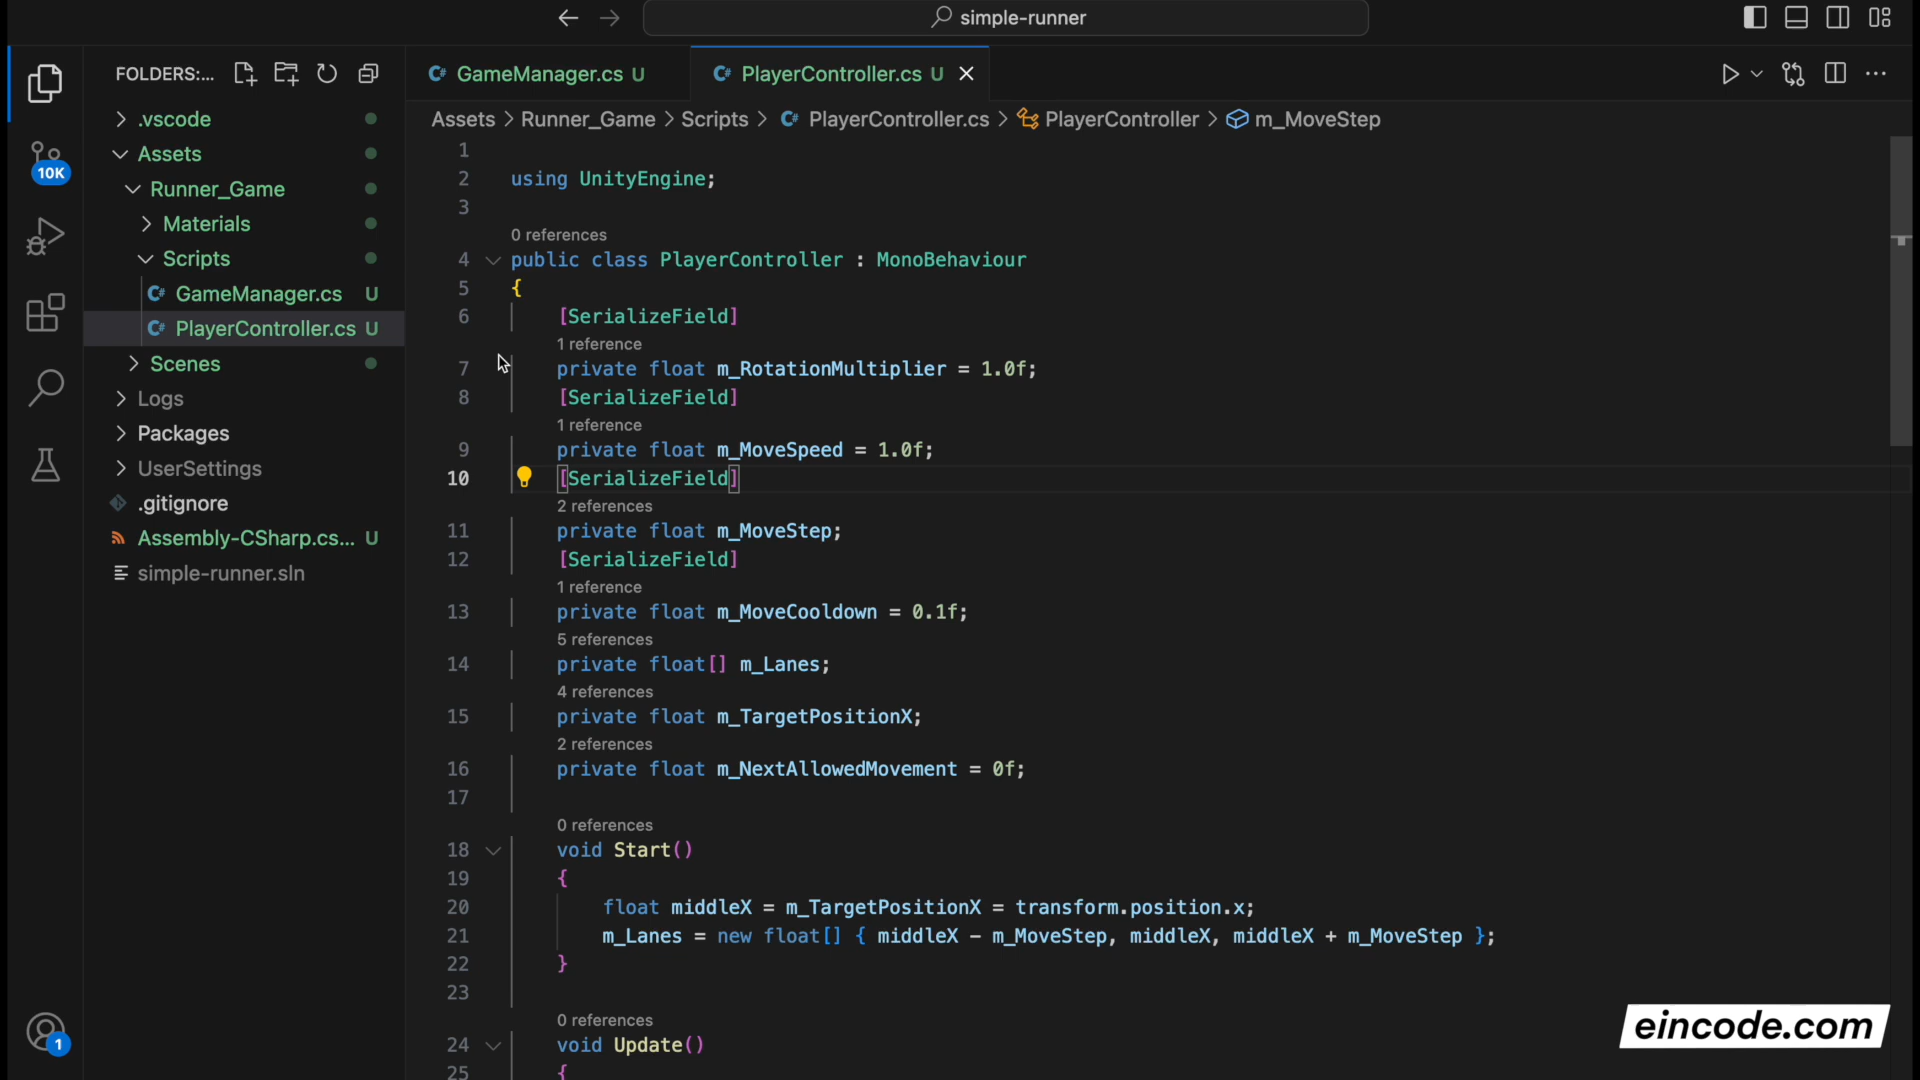 simple-runner
FOLDERS:...
GameManager.cs U
PlayerController.cs U
Assets > Runner_Game > Scripts > PlayerController.cs > PlayerController > m_MoveStep
10K
.vscode
Assets
Runner_Game
Materials
Scripts
GameManager.cs U
PlayerController.cs U
Scenes
Logs
Packages
UserSettings
.gitignore
Assembly-CSharp.cs... U
simple-runner.sln
1
1
2 using UnityEngine;
3
0 references
4 public class PlayerController : MonoBehaviour
5 {
6 [SerializeField]
1 reference
7 private float m_RotationMultiplier = 1.0f;
8 [SerializeField]
1 reference
9 private float m_MoveSpeed = 1.0f;
10 [SerializeField]
2 references
11 private float m_MoveStep;
12 [SerializeField]
1 reference
13 private float m_MoveCooldown = 0.1f;
5 references
14 private float[] m_Lanes;
4 references
15 private float m_TargetPositionX;
2 references
16 private float m_NextAllowedMovement = 0f;
17
0 references
18 void Start()
19 {
20 float middleX = m_TargetPositionX = transform.position.x;
21 m_Lanes = new float[] { middleX - m_MoveStep, middleX, middleX + m_MoveStep };
22 }
23
0 references
24 void Update()
25 {
eincode.com